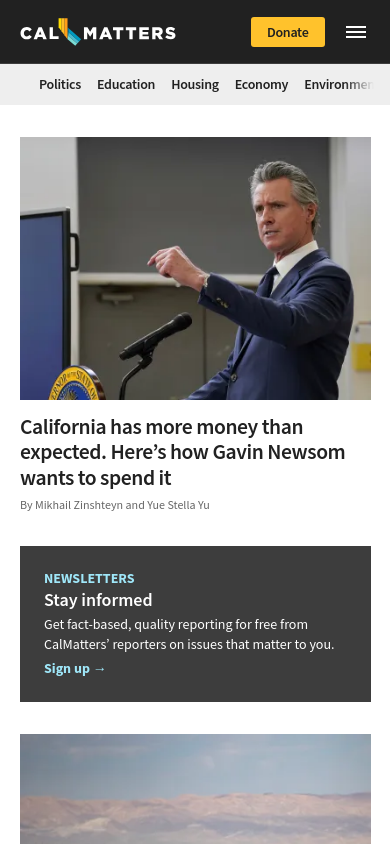 CAL MATTERS
Donate
Politics Education Housing Economy
California has more money than
expected. Here’s how Gavin Newsom
wants to spend it
By Mikhail Zinshteyn and Yue Stella Yu
NEWSLETTERS
Stay informed
Get fact-based, quality reporting for free from
CalMatters’ reporters on issues that matter to you.
Sign up →